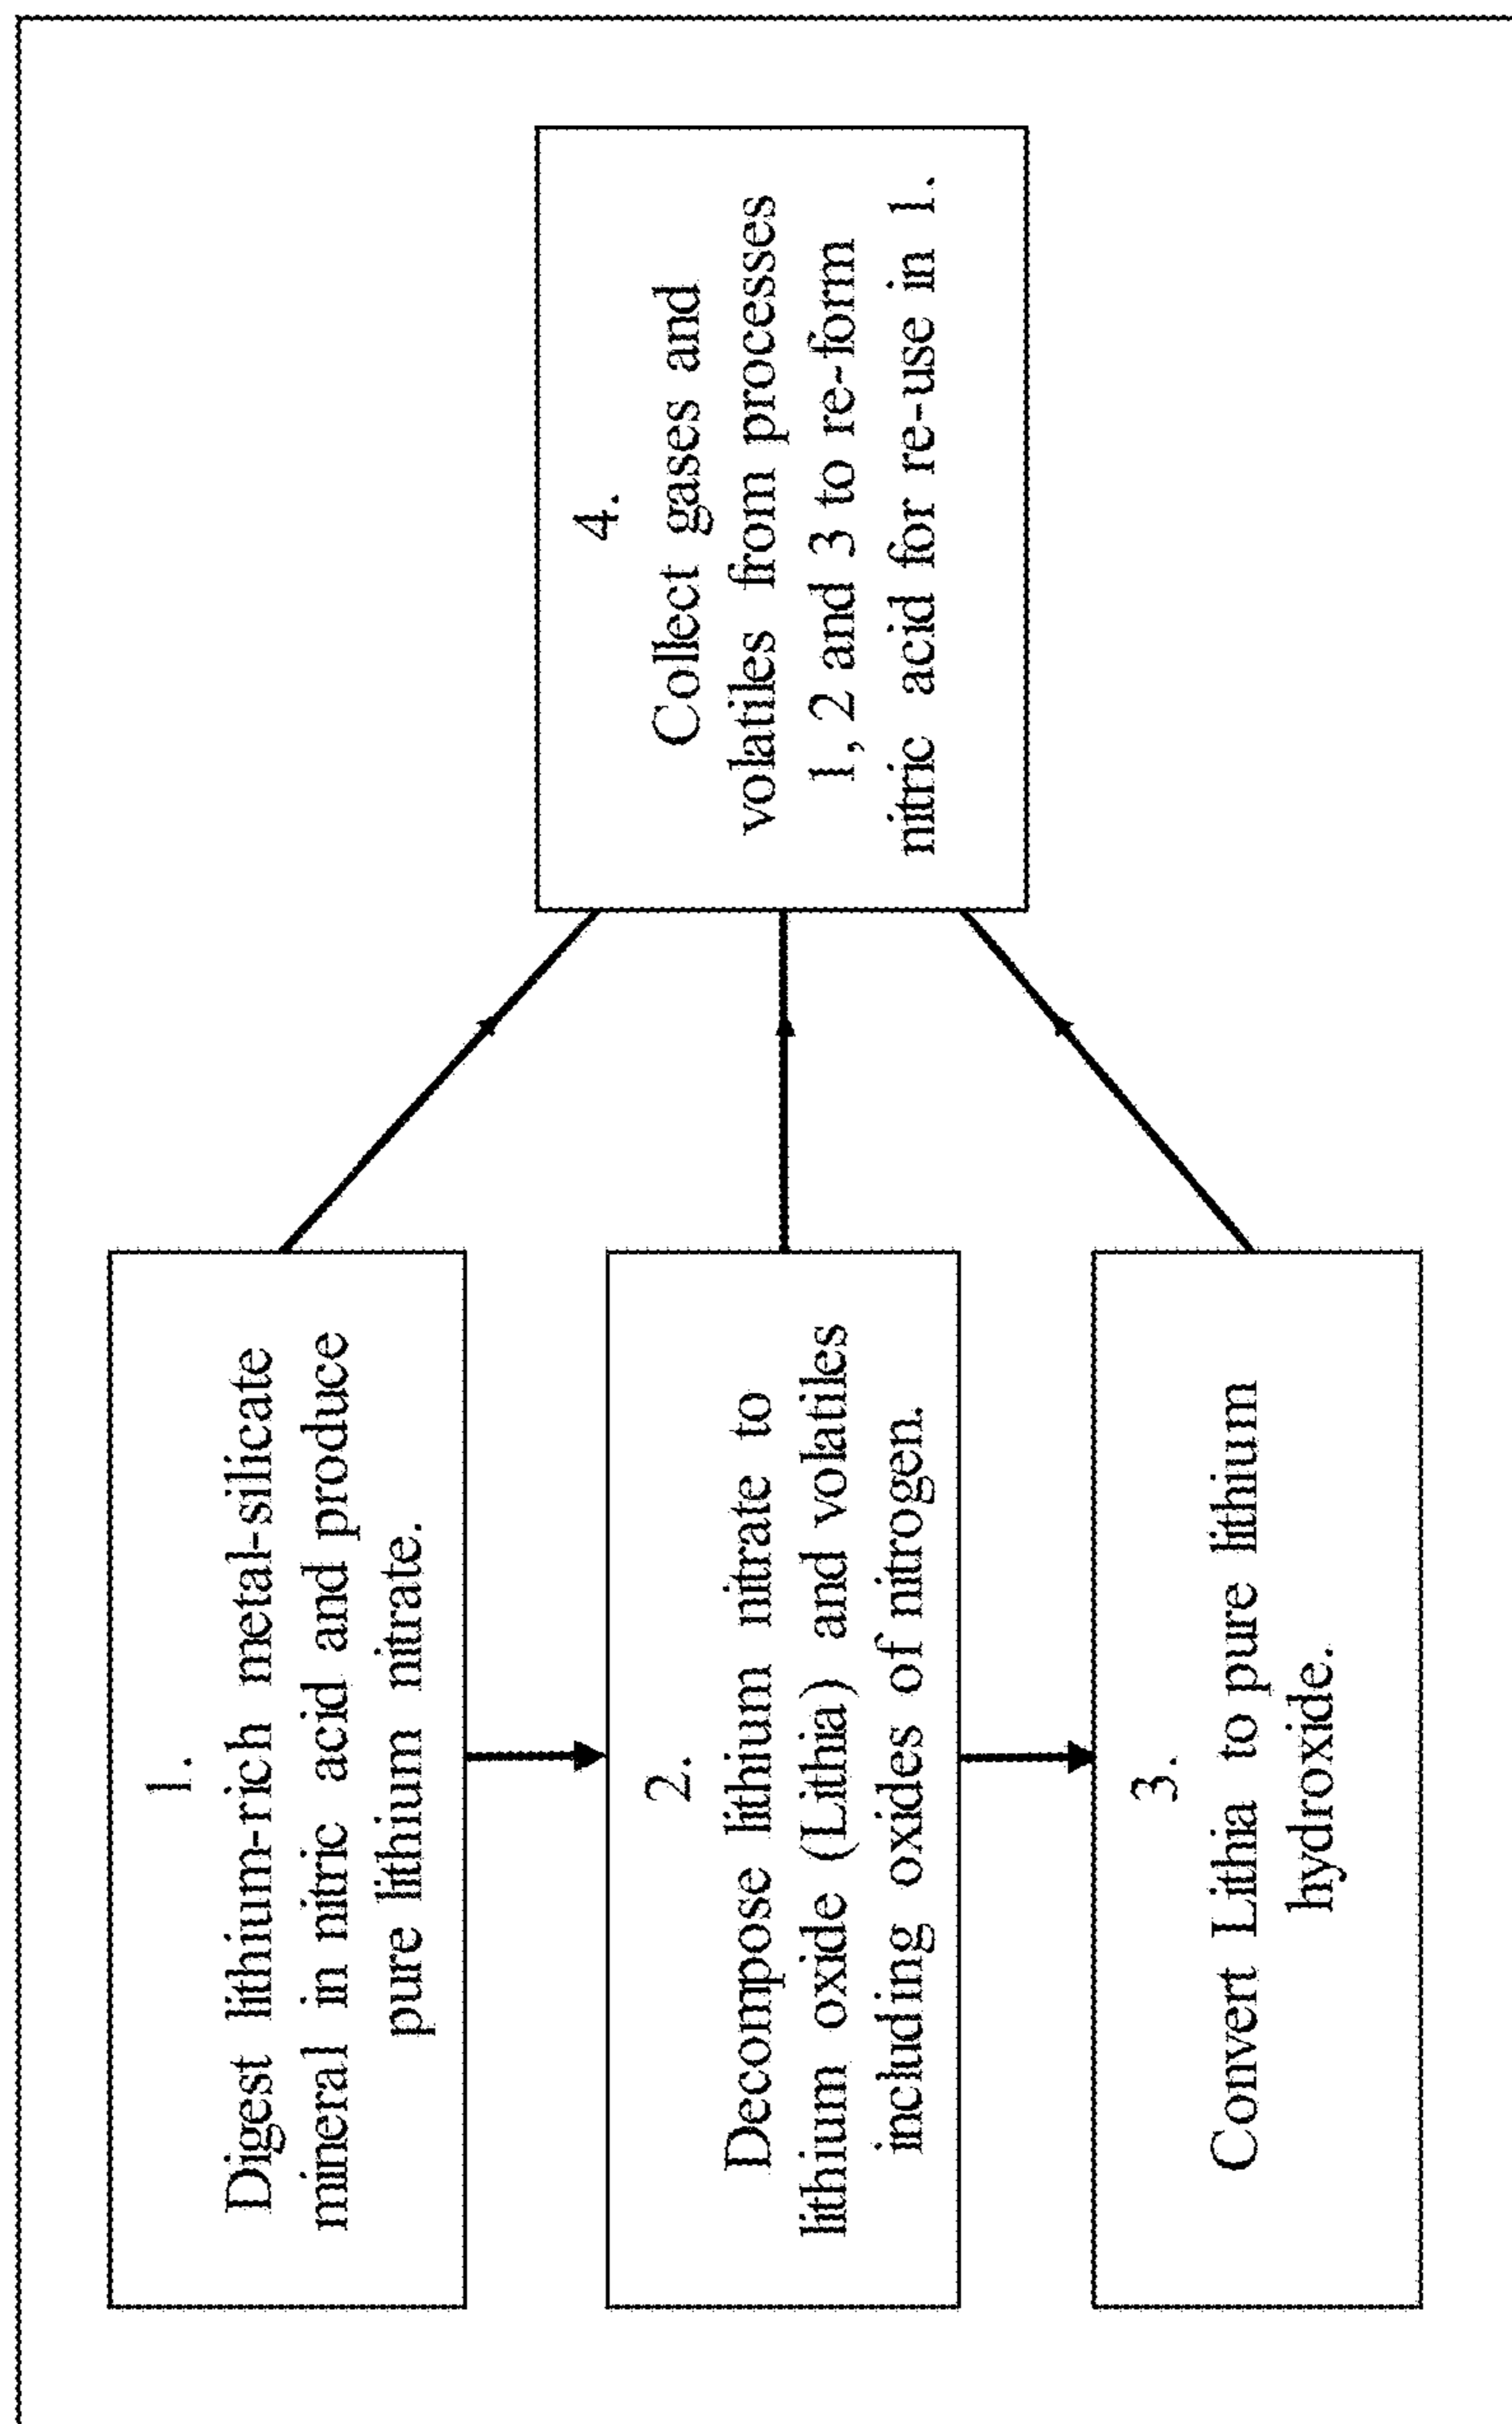 1.
Digest lithium-rich metal-silicate
mineral in nitric acid and produce
pure lithium nitrate.
2.
Decompose lithium nitrate to
lithium oxide (Lithia) and volatiles
including oxides of nitrogen.
3.
Convert Lithia to pure lithium
hydroxide.
4.
Collect gases and
volatiles from processes
1, 2 and 3 to re-form
nitric acid for re-use in 1.